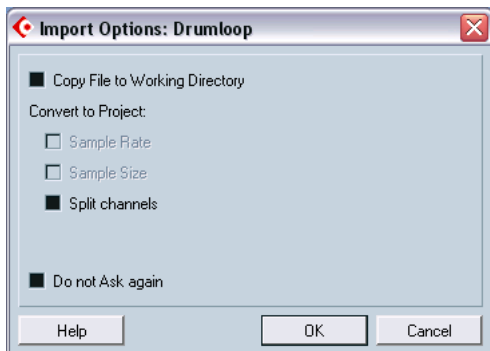 Import Options: Drumloop
Copy File to Working Directory
Convert to Project:
Sample Rate
Sample Size
Split channels
Do not Ask again
Help OK Cancel